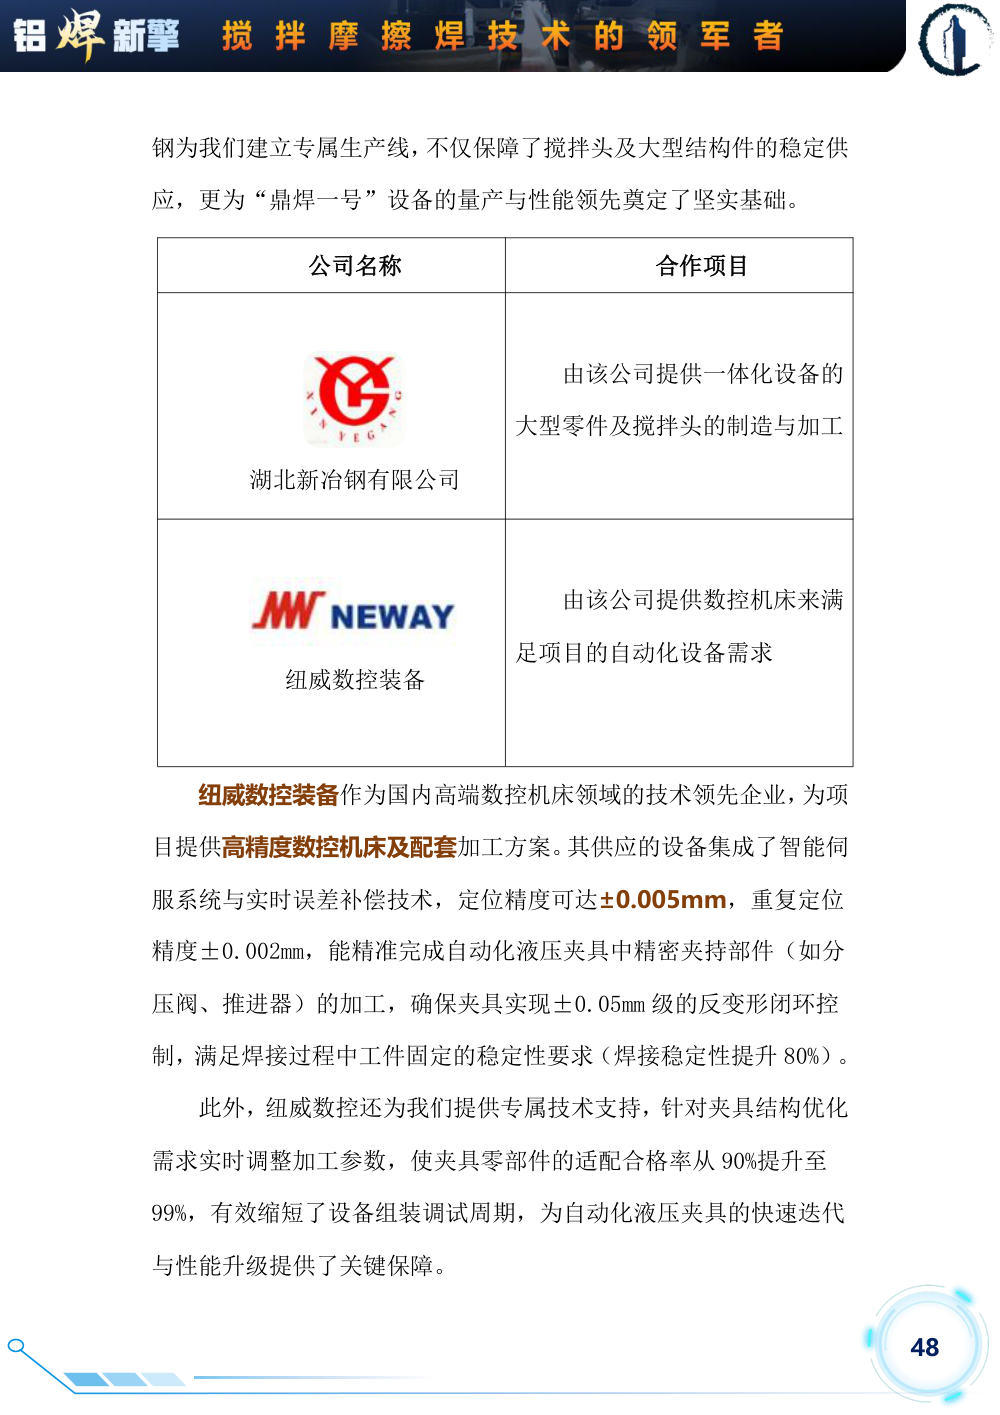 铝焊新擎 搅拌摩擦焊技术的领军者
钢为我们建立专属生产线，不仅保障了搅拌头及大型结构件的稳定供
应，更为“鼎焊一号”设备的量产与性能领先奠定了坚实基础。
公司名称 合作项目
XIN YEGANG
湖北新冶钢有限公司
由该公司提供一体化设备的
大型零件及搅拌头的制造与加工
NEWAY
纽威数控装备
由该公司提供数控机床来满
足项目的自动化设备需求
纽威数控装备作为国内高端数控机床领域的技术领先企业，为项
目提供高精度数控机床及配套加工方案。其供应的设备集成了智能伺
服系统与实时误差补偿技术，定位精度可达±0.005mm，重复定位
精度±0.002mm，能精准完成自动化液压夹具中精密夹持部件（如分
压阀、推进器）的加工，确保夹具实现±0.05mm 级的反变形闭环控
制，满足焊接过程中工件固定的稳定性要求（焊接稳定性提升 80%）。
此外，纽威数控还为我们提供专属技术支持，针对夹具结构优化
需求实时调整加工参数，使夹具零部件的适配合格率从 90%提升至
99%，有效缩短了设备组装调试周期，为自动化液压夹具的快速迭代
与性能升级提供了关键保障。
48